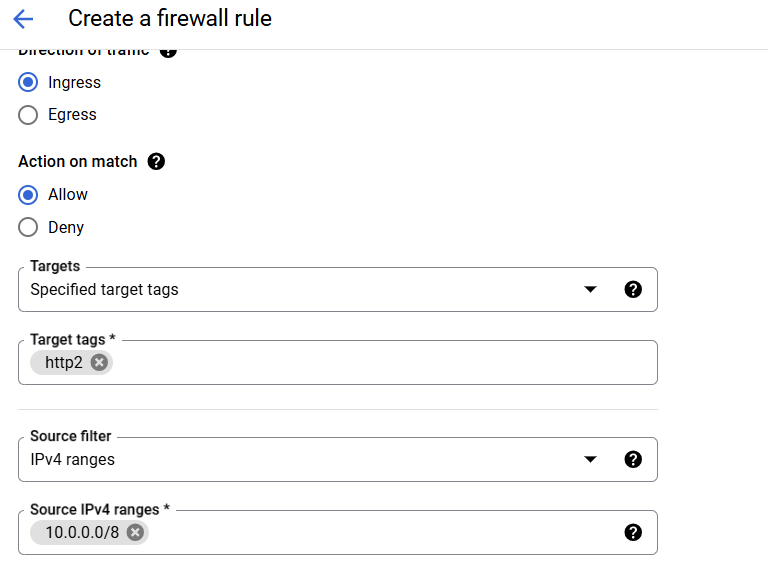 Create a firewall rule
Direction of traffic
Ingress
Egress
Action on match
Allow
Deny
Targets
Specified target tags
Target tags *
http2
Source filter
IPv4 ranges
Source IPv4 ranges *
10.0.0.0/8